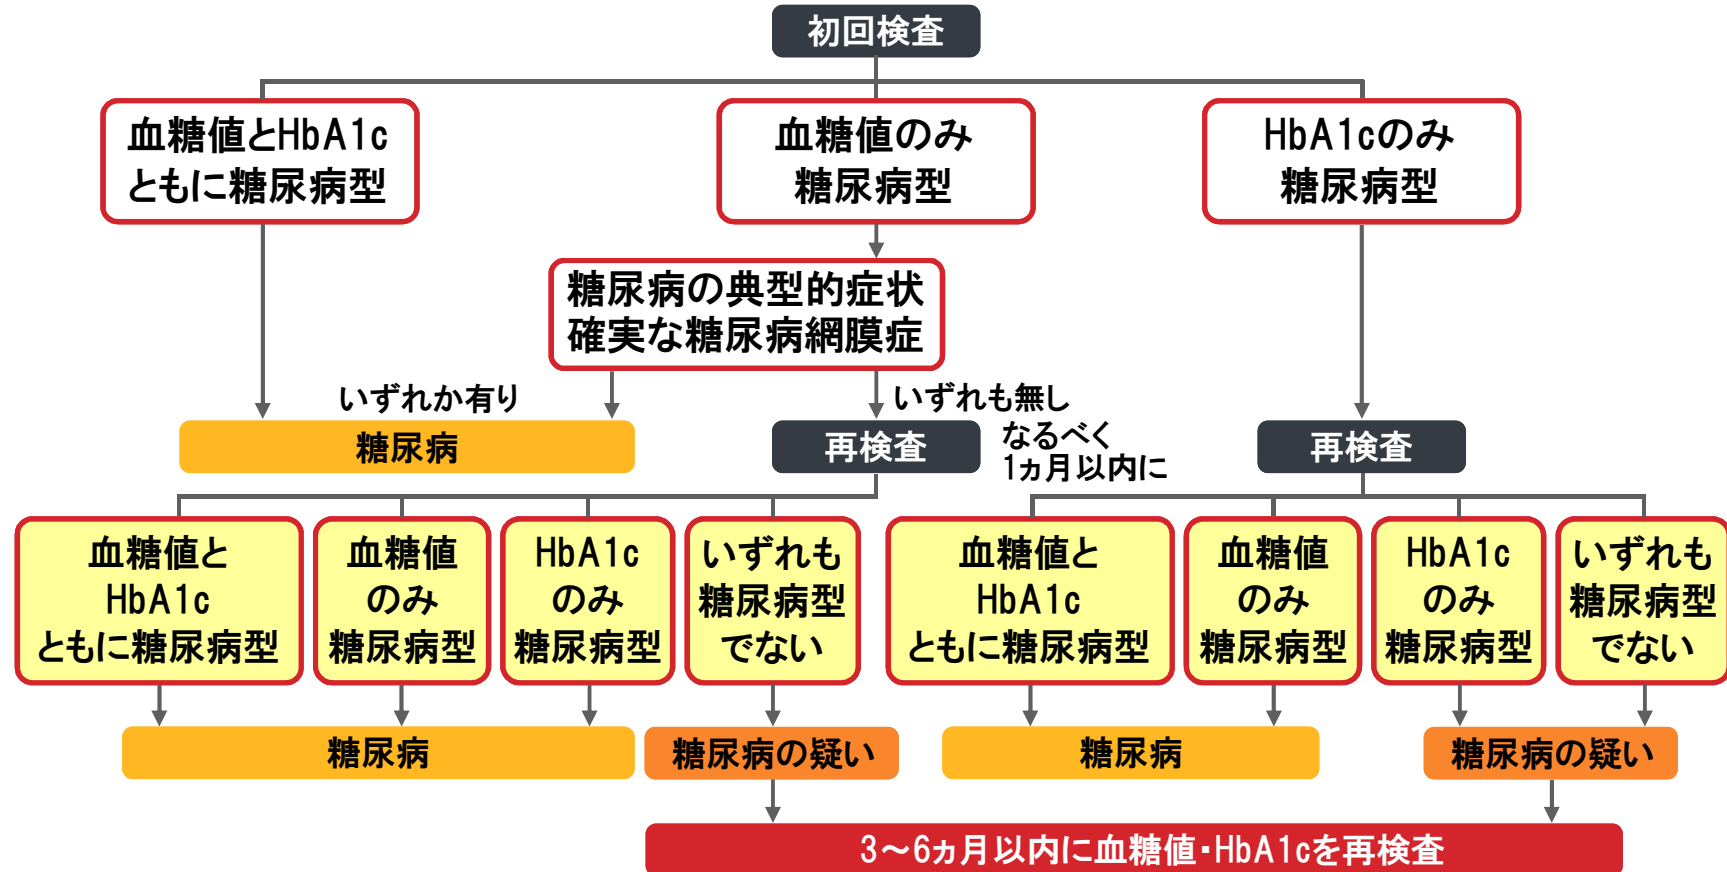 初回検査
血糖値とHbA1c
ともに糖尿病型
血糖値のみ
糖尿病型
HbA1cのみ
糖尿病型
糖尿病の典型的症状
確実な糖尿病網膜症
いずれか有り
いずれも無し
糖尿病
再検査
なるべく
1ヵ月以内に
再検査
血糖値と
HbA1c
ともに糖尿病型
血糖値
のみ
糖尿病型
HbA1c
のみ
糖尿病型
いずれも
糖尿病型
でない
血糖値と
HbA1c
ともに糖尿病型
血糖値
のみ
糖尿病型
HbA1c
のみ
糖尿病型
いずれも
糖尿病型
でない
糖尿病
糖尿病の疑い
糖尿病
糖尿病の疑い
3～6ヵ月以内に血糖値・HbA1cを再検査